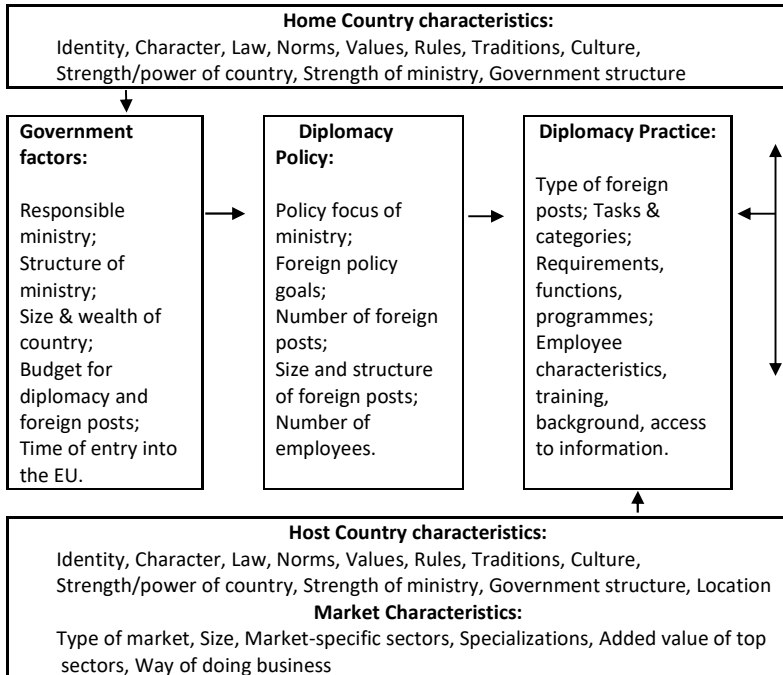 Home Country characteristics:
Identity, Character, Law, Norms, Values, Rules, Traditions, Culture,
Strength/power of country, Strength of ministry, Government structure
Government
factors:
Responsible
ministry;
Structure of
ministry;
Size & wealth of
country;
Budget for
diplomacy and
foreign posts;
Time of entry into
the EU.
Diplomacy
Policy:
Policy focus of
ministry;
Foreign policy
goals;
Number of foreign
posts;
Size and structure
of foreign posts;
Number of
employees.
Diplomacy Practice:
Type of foreign
posts; Tasks &
categories;
Requirements,
functions,
programmes;
Employee
characteristics,
training,
background, access
to information.
Host Country characteristics:
Identity, Character, Law, Norms, Values, Rules, Traditions, Culture,
Strength/power of country, Strength of ministry, Government structure, Location
Market Characteristics:
Type of market, Size, Market-specific sectors, Specializations, Added value of top
sectors, Way of doing business